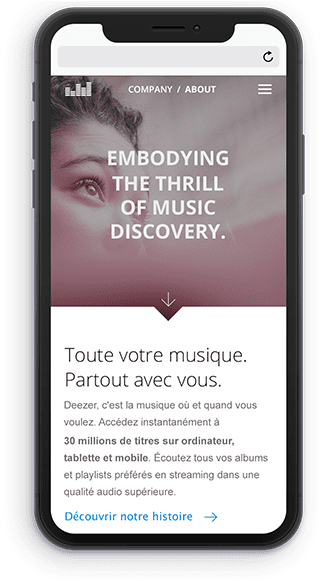 COMPANY / ABOUT
EMBODYING
THE THRILL
OF MUSIC
DISCOVERY.
Toute votre musique.
Partout avec vous.
Deezer, c'est la musique où et quand vous
voulez. Accédez instantanément à
30 millions de titres sur ordinateur,
tablette et mobile. Écoutez tous vos albums
et playlists préférés en streaming dans une
qualité audio supérieure.
Découvrir notre histoire →